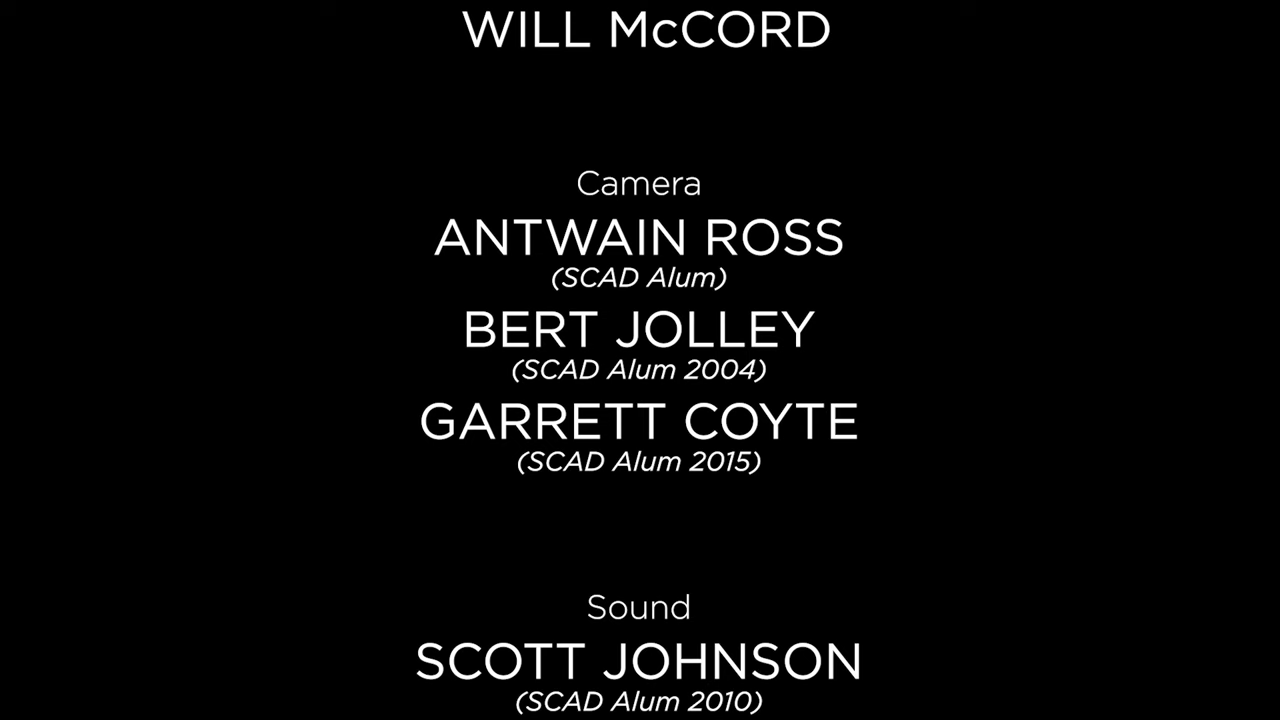 WILL McCORD
Camera
ANTWAIN ROSS
(SCAD Alum)
BERT JOLLEY
(SCAD Alum 2004)
GARRETT COYTE
(SCAD Alum 2015)
Sound
SCOTT JOHNSON
(SCAD Alum 2010)